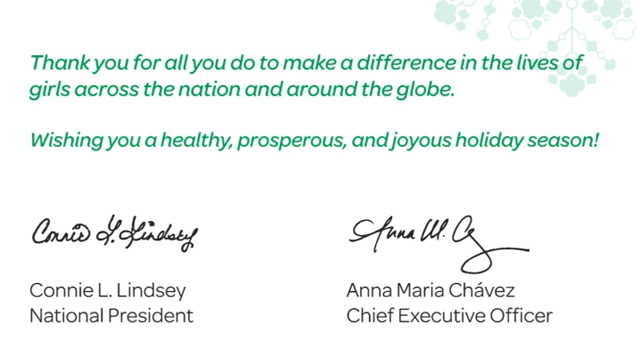 Thank you for all you do to make a difference in the lives of
girls across the nation and around the globe.
Wishing you a healthy, prosperous, and joyous holiday season!
Connie L. Lindsey
Anna M. C
Connie L. Lindsey
National President
Anna Maria Chávez
Chief Executive Officer